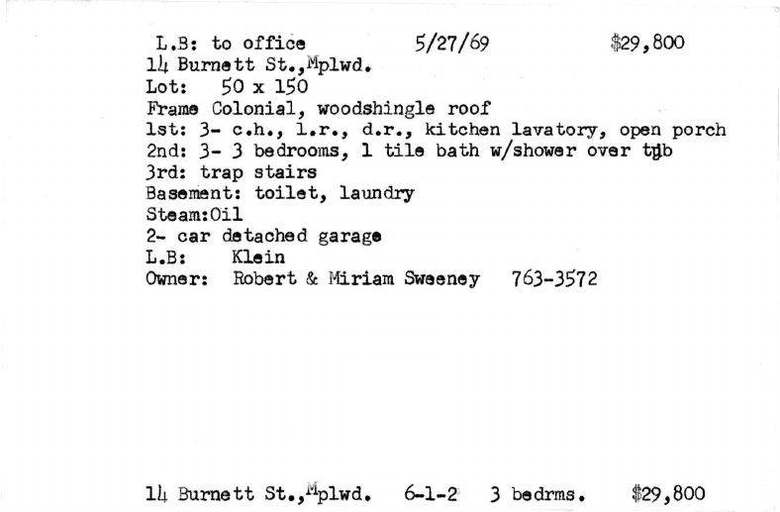 L.B: to office 5/27/69 $29,800
14 Burnett St.,Mplwd.
Lot: 50 x 150
Frame Colonial, woodshingle roof
1st: 3- c.h., l.r., d.r., kitchen lavatory, open porch
2nd: 3- 3 bedrooms, 1 tile bath w/shower over tub
3rd: trap stairs
Basement: toilet, laundry
Steam:Oil
2- car detached garage
L.B: Klein
Owner: Robert & Miriam Sweeney 763-3572
14 Burnett St.,Mplwd. 6-1-2 3 bedrms. $29,800